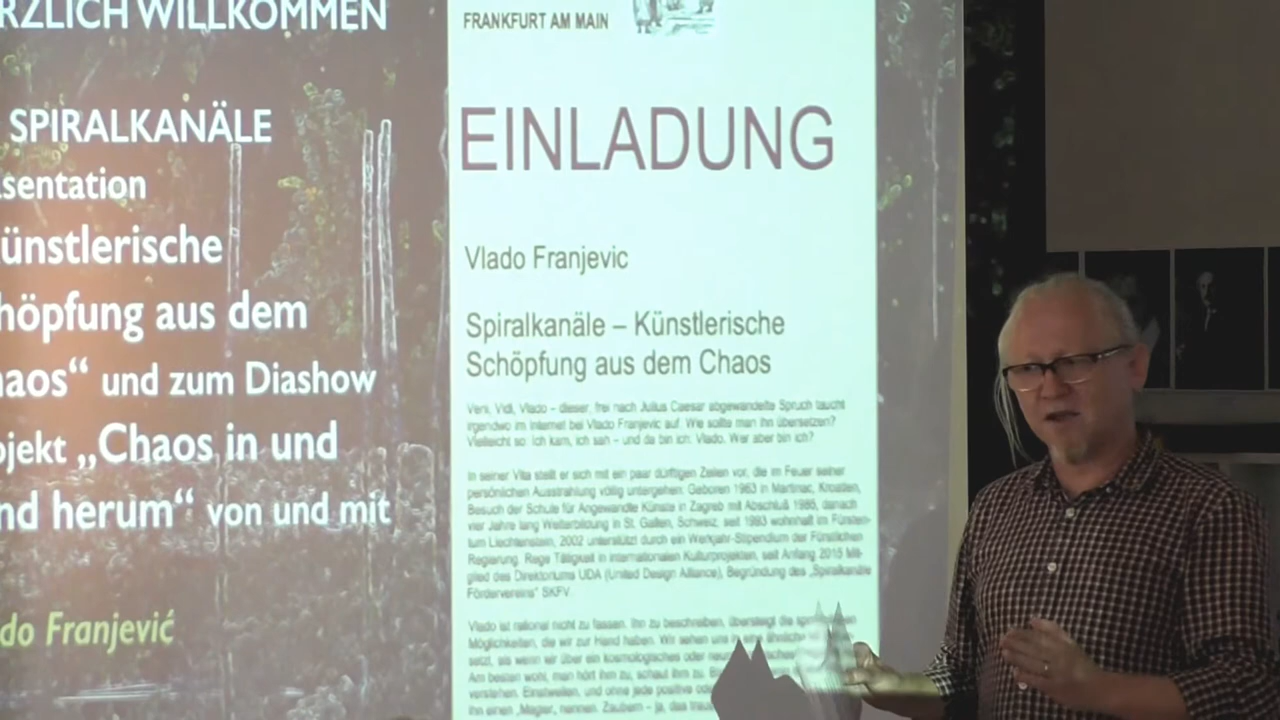 RZLICH WILLKOMMEN
SPIRALKANÄLE
sentation
ünstlerische
höpfung aus dem
haos“ und zum Diashow
ojekt „Chaos in und
nd herum“ von und mit
do Franjević
FRANKFURT AM MAIN
EINLADUNG
Vlado Franjevic
Spiralkanäle – Künstlerische
Schöpfung aus dem Chaos
Veni, Vidi, Vlado – dieser, frei nach Julius Caesar abgewandelte Spruch taucht
irgendwo im Internet bei Vlado Franjevic auf. Wie sollte man ihn übersetzen?
Vielleicht so: Ich kam, ich sah – und da bin ich: Vlado. Wer aber bin ich?
In seiner Vita stellt er sich mit ein paar dürftigen Zeilen vor, die im Feuer seiner
persönlichen Ausstrahlung völlig untergehen: Geboren 1963 in Martinac, Kroatien,
Besuch der Schule für Angewandte Künste in Zagreb mit Abschluß 1985, danach
vier Jahre lang Weiterbildung in St. Gallen, Schweiz, seit 1993 wohnhaft im Fürsten-
tum Liechtenstein, 2002 unterstützt durch ein Werkjahr-Stipendium der Fürstlichen
Regierung. Rege Tätigkeit in internationalen Kulturprojekten, seit Anfang 2015 Mit-
glied des Direktoriums UDA (United Design Alliance), Begründung des „Spiralkanäle
Fördervereins“ SKFV.
Vlado ist rational nicht zu fassen. Ihn zu beschreiben, übersteigt die
Möglichkeiten, die wir zur Hand haben. Wir sehen uns in eine ähnliche
setzt, als wenn wir über ein kosmologisches oder
Am besten wohl, man hört ihm zu, schaut ihm zu.
verstehen. Einstweilen, und ohne jede positive
ihn einen „Magier, nennen. Zaubern – ja, das